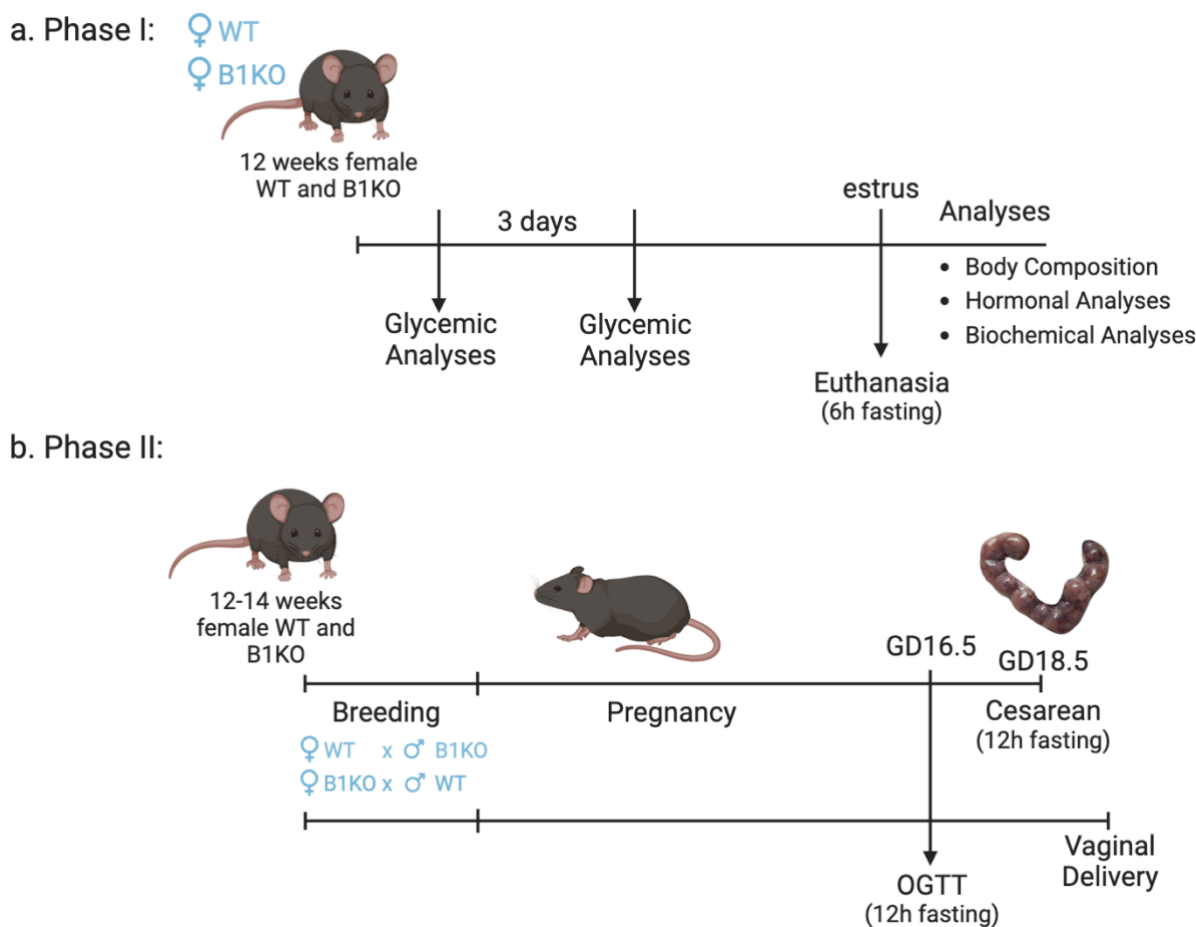 a. Phase I:
♀ WT
♀ B1KO
12 weeks female
WT and B1KO
3 days
estrus
Analyses
Glycemic
Analyses
Glycemic
Analyses
• Body Composition
• Hormonal Analyses
• Biochemical Analyses
Euthanasia
(6h fasting)
b. Phase II:
12-14 weeks
female WT and
B1KO
GD16.5
GD18.5
Breeding
Pregnancy
Cesarean
(12h fasting)
♀ WT x ♂ B1KO
♀ B1KO x ♂ WT
Vaginal
Delivery
OGTT
(12h fasting)